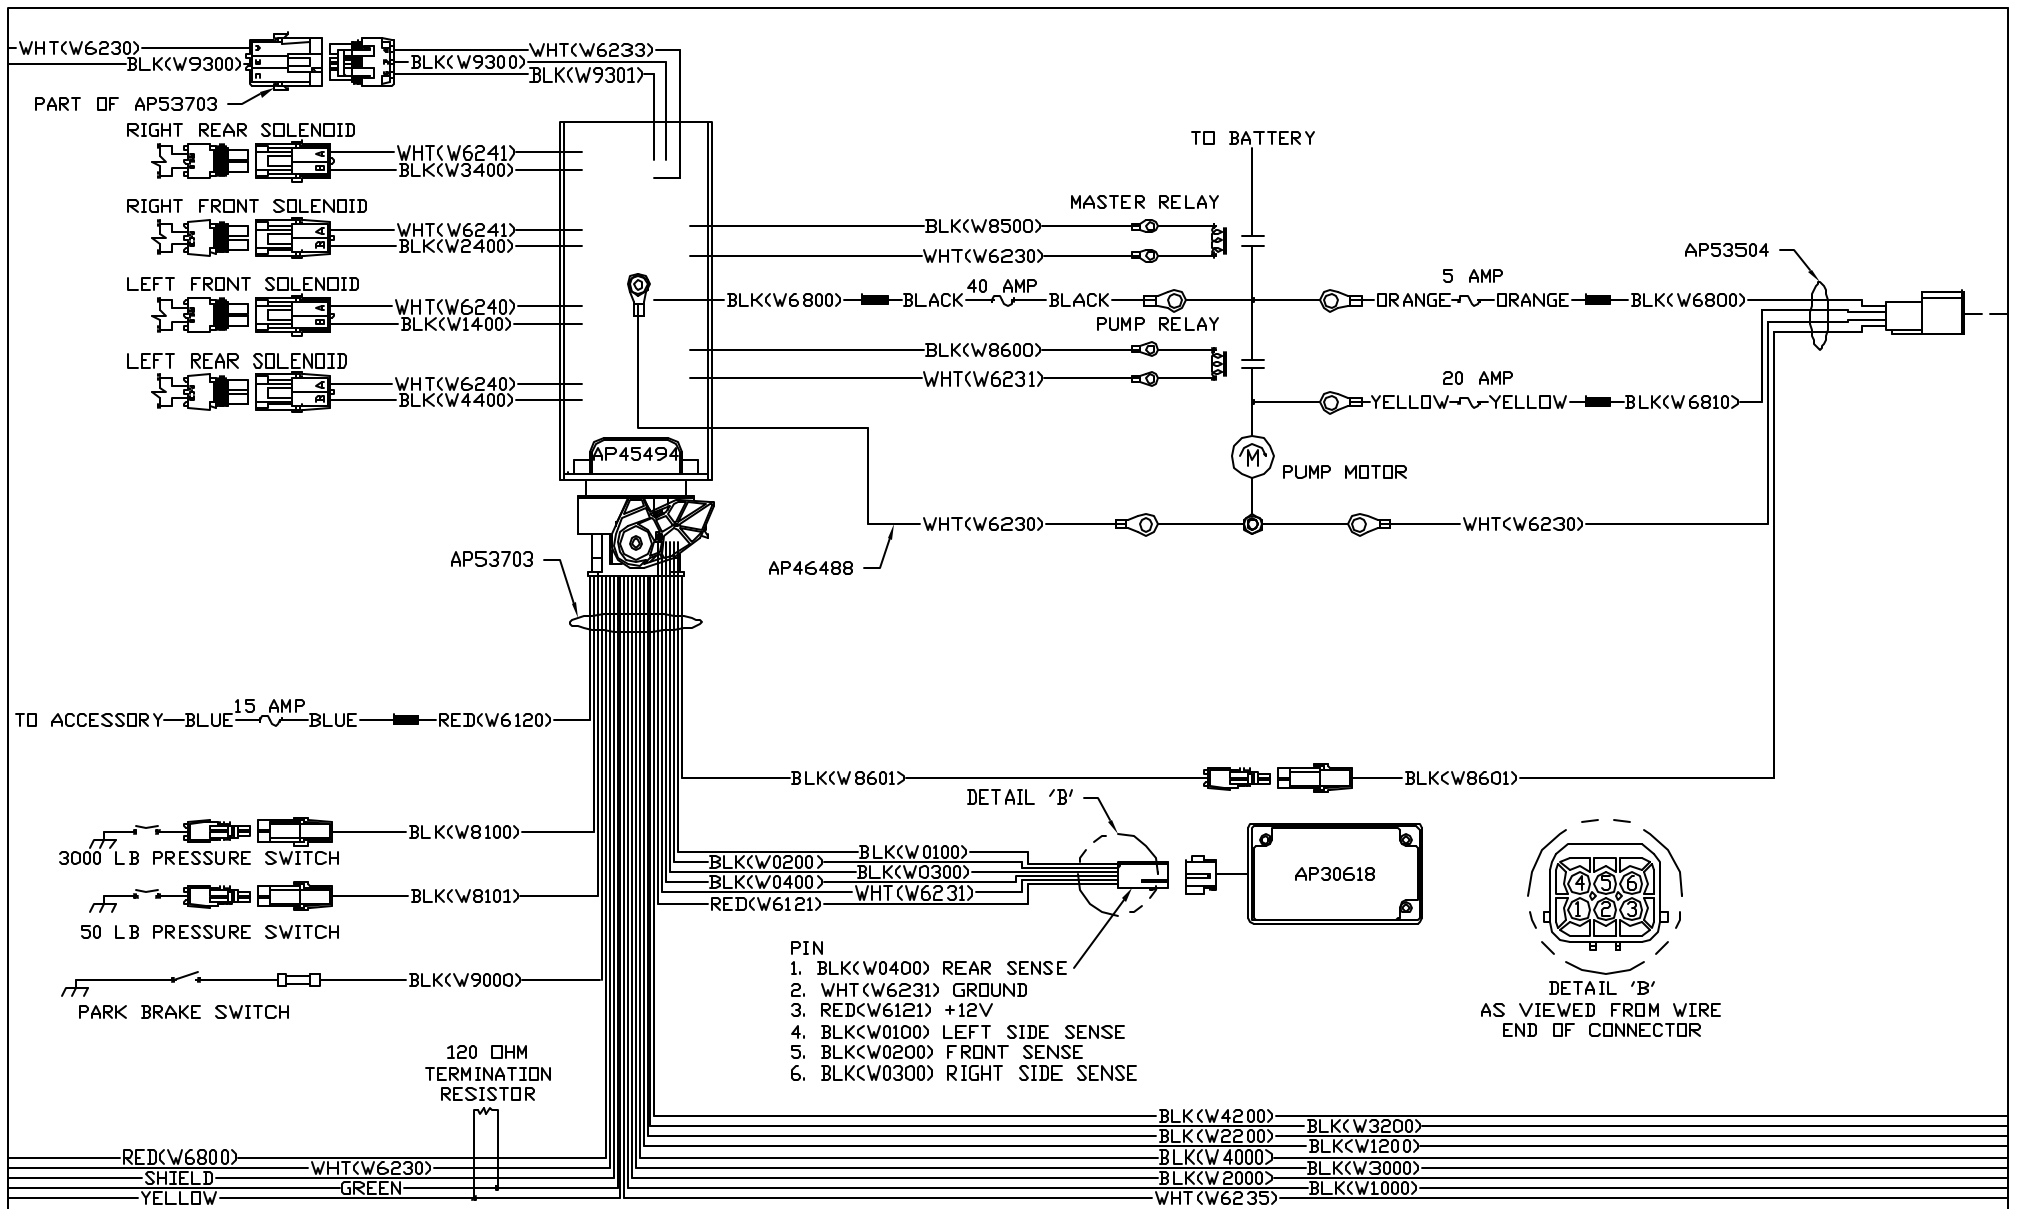 WHT(W6230)
BLK(W9300)
WHT(W6233)
BLK(W9300)
BLK(W9301)
PART OF AP53703
RIGHT REAR SOLENOID
A
B
WHT(W6241)
BLK(W3400)
RIGHT FRONT SOLENOID
A
B
WHT(W6241)
BLK(W2400)
LEFT FRONT SOLENOID
A
B
WHT(W6240)
BLK(W1400)
LEFT REAR SOLENOID
A
B
WHT(W6240)
BLK(W4400)
AP45494
TO BATTERY
MASTER RELAY
BLK(W8500)
WHT(W6230)
BLK(W6800) BLACK 40 AMP BLACK
PUMP RELAY
BLK(W8600)
WHT(W6231)
5 AMP
ORANGE ORANGE BLK(W6800)
AP53504
20 AMP
YELLOW YELLOW BLK(W6810)
M
PUMP MOTOR
WHT(W6230)
WHT(W6230)
AP46488
AP53703
15 AMP
TO ACCESSORY BLUE BLUE RED(W6120)
BLK(W8601)
BLK(W8601)
DETAIL 'B'
BLK(W8100)
3000 LB PRESSURE SWITCH
BLK(W8101)
50 LB PRESSURE SWITCH
BLK(W9000)
PARK BRAKE SWITCH
BLK(W0100)
BLK(W0200)
BLK(W0300)
BLK(W0400)
WHT(W6231)
RED(W6121)
AP30618
4 5 6
1 2 3
PIN
1. BLK(W0400) REAR SENSE
2. WHT(W6231) GROUND
3. RED(W6121) +12V
4. BLK(W0100) LEFT SIDE SENSE
5. BLK(W0200) FRONT SENSE
6. BLK(W0300) RIGHT SIDE SENSE
DETAIL 'B'
AS VIEWED FROM WIRE
END OF CONNECTOR
120 OHM
TERMINATION
RESISTOR
RED(W6800)
WHT(W6230)
SHIELD
GREEN
YELLOW
BLK(W4200)
BLK(W3200)
BLK(W2200)
BLK(W1200)
BLK(W4000)
BLK(W3000)
BLK(W2000)
BLK(W1000)
WHT(W6235)